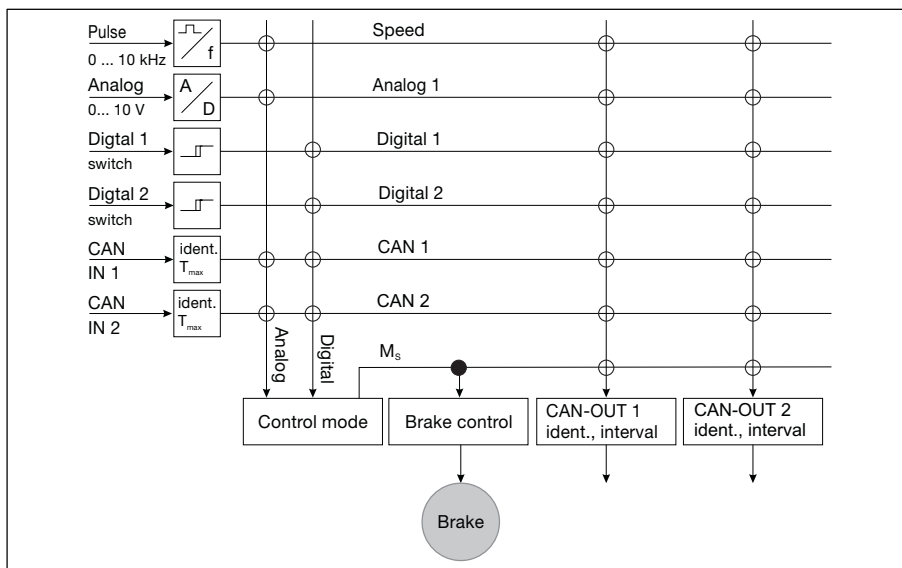 Pulse
0 ... 10 kHz
f
Speed
Analog
0... 10 V
A
D
Analog 1
Digtal 1
switch
Digital 1
Digtal 2
switch
Digital 2
CAN
IN 1
ident.
Tmax
CAN 1
CAN
IN 2
ident.
Tmax
CAN 2
Analog
Digital
Ms
Control mode
Brake control
CAN-OUT 1
ident., interval
CAN-OUT 2
ident., interval
Brake